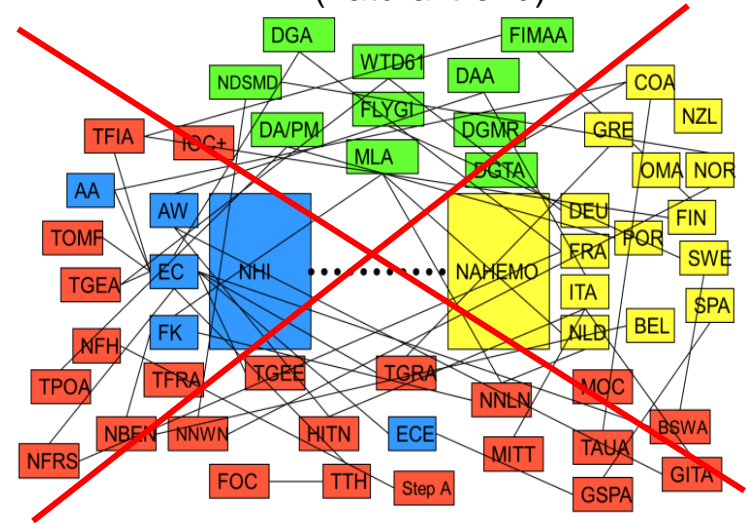 DGA
FIMAA
WTD61
NDSMD
DAA
COA
FLYGI
NZL
TFIA
IOC+
DA/PM
DGMR
GRE
MLA
DGTA
OMA
NOR
AA
AW
DEU
FIN
TOMF
POR
EC
NHI
NAHEMO
FRA
SWE
TGEA
ITA
SPA
FK
NLD
BEL
NFH
TPOA
TFRA
TGEE
TGRA
MOC
NNLN
NBEN
NNWN
HITN
ECE
BSWA
NFRS
MITT
TAUA
GITA
FOC
TTH
Step A
GSPA